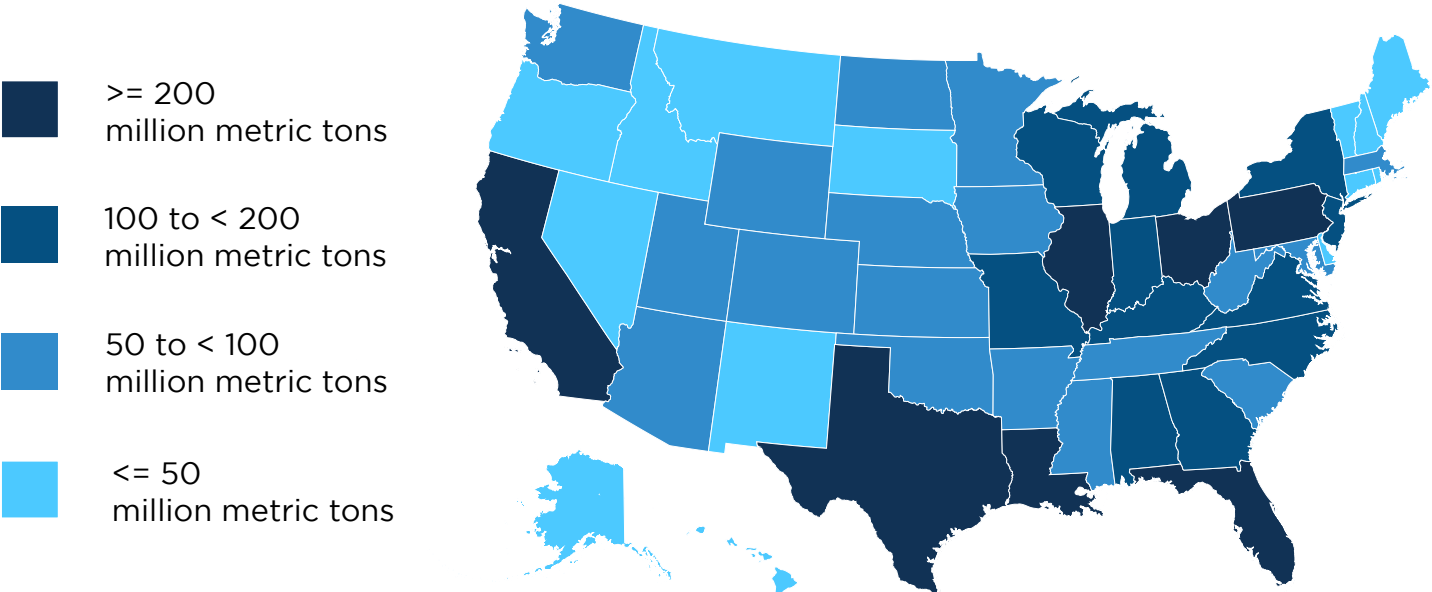 >= 200
million metric tons
100 to < 200
million metric tons
50 to < 100
million metric tons
<= 50
million metric tons